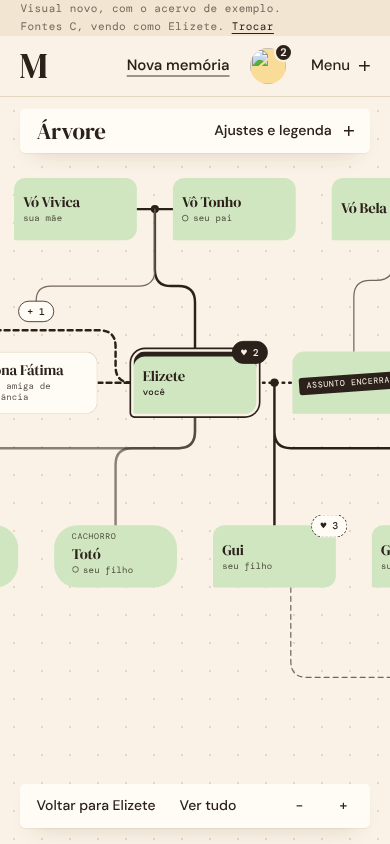 Visual novo, com o acervo de exemplo.
Fontes C, vendo como Elizete. Trocar
M
Nova memória
2
Menu +
Árvore
Ajustes e legenda +
Vó Vivica
sua mãe
Vô Tonho
seu pai
Vó Bela
+ 1
♥ 2
na Fátima
amiga de
ância
Elizete
você
ASSUNTO ENCERRA
CACHORRO
Totó
seu filho
♥ 3
Gui
seu filho
G
su
Voltar para Elizete
Ver tudo
−
+